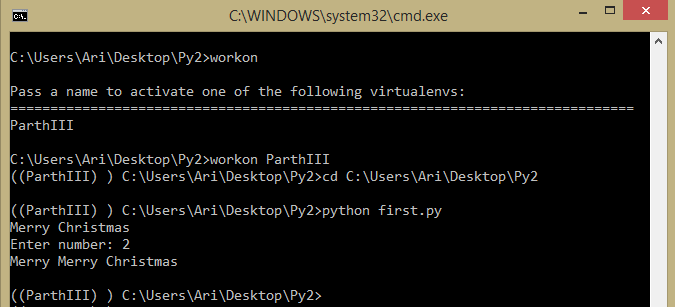 C:\WINDOWS\system32\cmd.exe
C:\Users\Ari\Desktop\Py2>workon
Pass a name to activate one of the following virtualenvs:
==============================================================================
ParthIII
C:\Users\Ari\Desktop\Py2>workon ParthIII
((ParthIII) ) C:\Users\Ari\Desktop\Py2>cd C:\Users\Ari\Desktop\Py2
((ParthIII) ) C:\Users\Ari\Desktop\Py2>python first.py
Merry Christmas
Enter number: 2
Merry Merry Christmas
((ParthIII) ) C:\Users\Ari\Desktop\Py2>